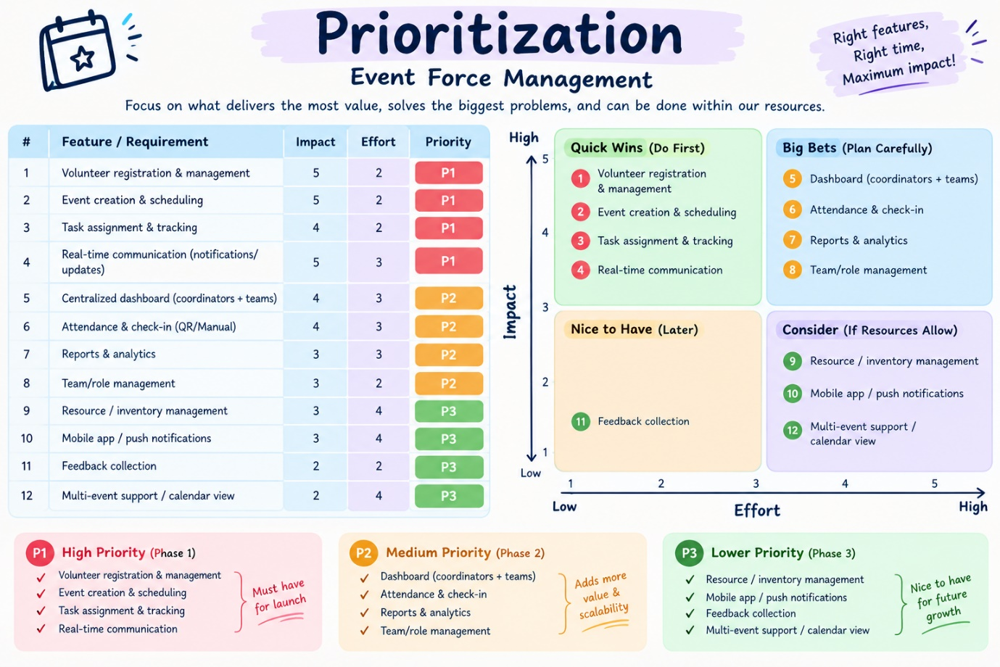 Prioritization
Event Force Management
Focus on what delivers the most value, solves the biggest problems, and can be done within our resources.
Right features,
Right time,
Maximum impact!
# Feature / Requirement Impact Effort Priority
1 Volunteer registration & management 5 2 P1
2 Event creation & scheduling 5 2 P1
3 Task assignment & tracking 4 2 P1
4 Real-time communication (notifications/
updates) 5 3 P1
5 Centralized dashboard (coordinators + teams) 4 3 P2
6 Attendance & check-in (QR/Manual) 4 3 P2
7 Reports & analytics 3 3 P2
8 Team/role management 3 2 P2
9 Resource / inventory management 3 4 P3
10 Mobile app / push notifications 3 4 P3
11 Feedback collection 2 2 P3
12 Multi-event support / calendar view 2 4 P3
High
5
4
3
2
1
Low
Impact
Quick Wins (Do First)
1 Volunteer registration
& management
2 Event creation & scheduling
3 Task assignment & tracking
4 Real-time communication
Big Bets (Plan Carefully)
5 Dashboard (coordinators + teams)
6 Attendance & check-in
7 Reports & analytics
8 Team/role management
Nice to Have (Later)
11 Feedback collection
Consider (If Resources Allow)
9 Resource / inventory management
10 Mobile app / push notifications
12 Multi-event support /
calendar view
1 2 3 4 5
Low Effort High
P1 High Priority (Phase 1)
✓ Volunteer registration & management
✓ Event creation & scheduling
✓ Task assignment & tracking
✓ Real-time communication
Must have
for launch
P2 Medium Priority (Phase 2)
✓ Dashboard (coordinators + teams)
✓ Attendance & check-in
✓ Reports & analytics
✓ Team/role management
Adds more
value &
scalability
P3 Lower Priority (Phase 3)
✓ Resource / inventory management
✓ Mobile app / push notifications
✓ Feedback collection
✓ Multi-event support / calendar view
Nice to have
for future
growth